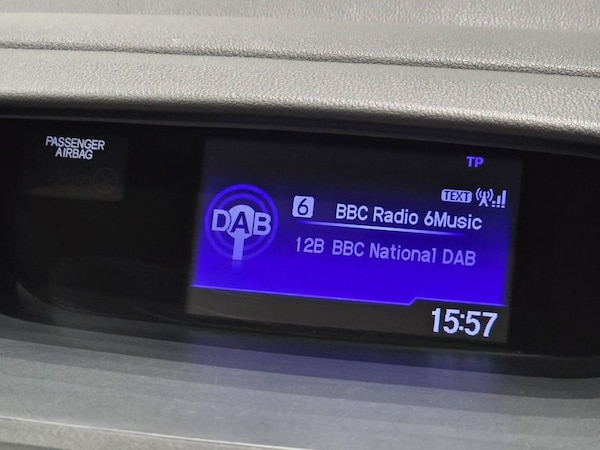 PASSENGER
AIRBAG
TP
TEXT
DAB
6 BBC Radio 6Music
12B BBC National DAB
15:57